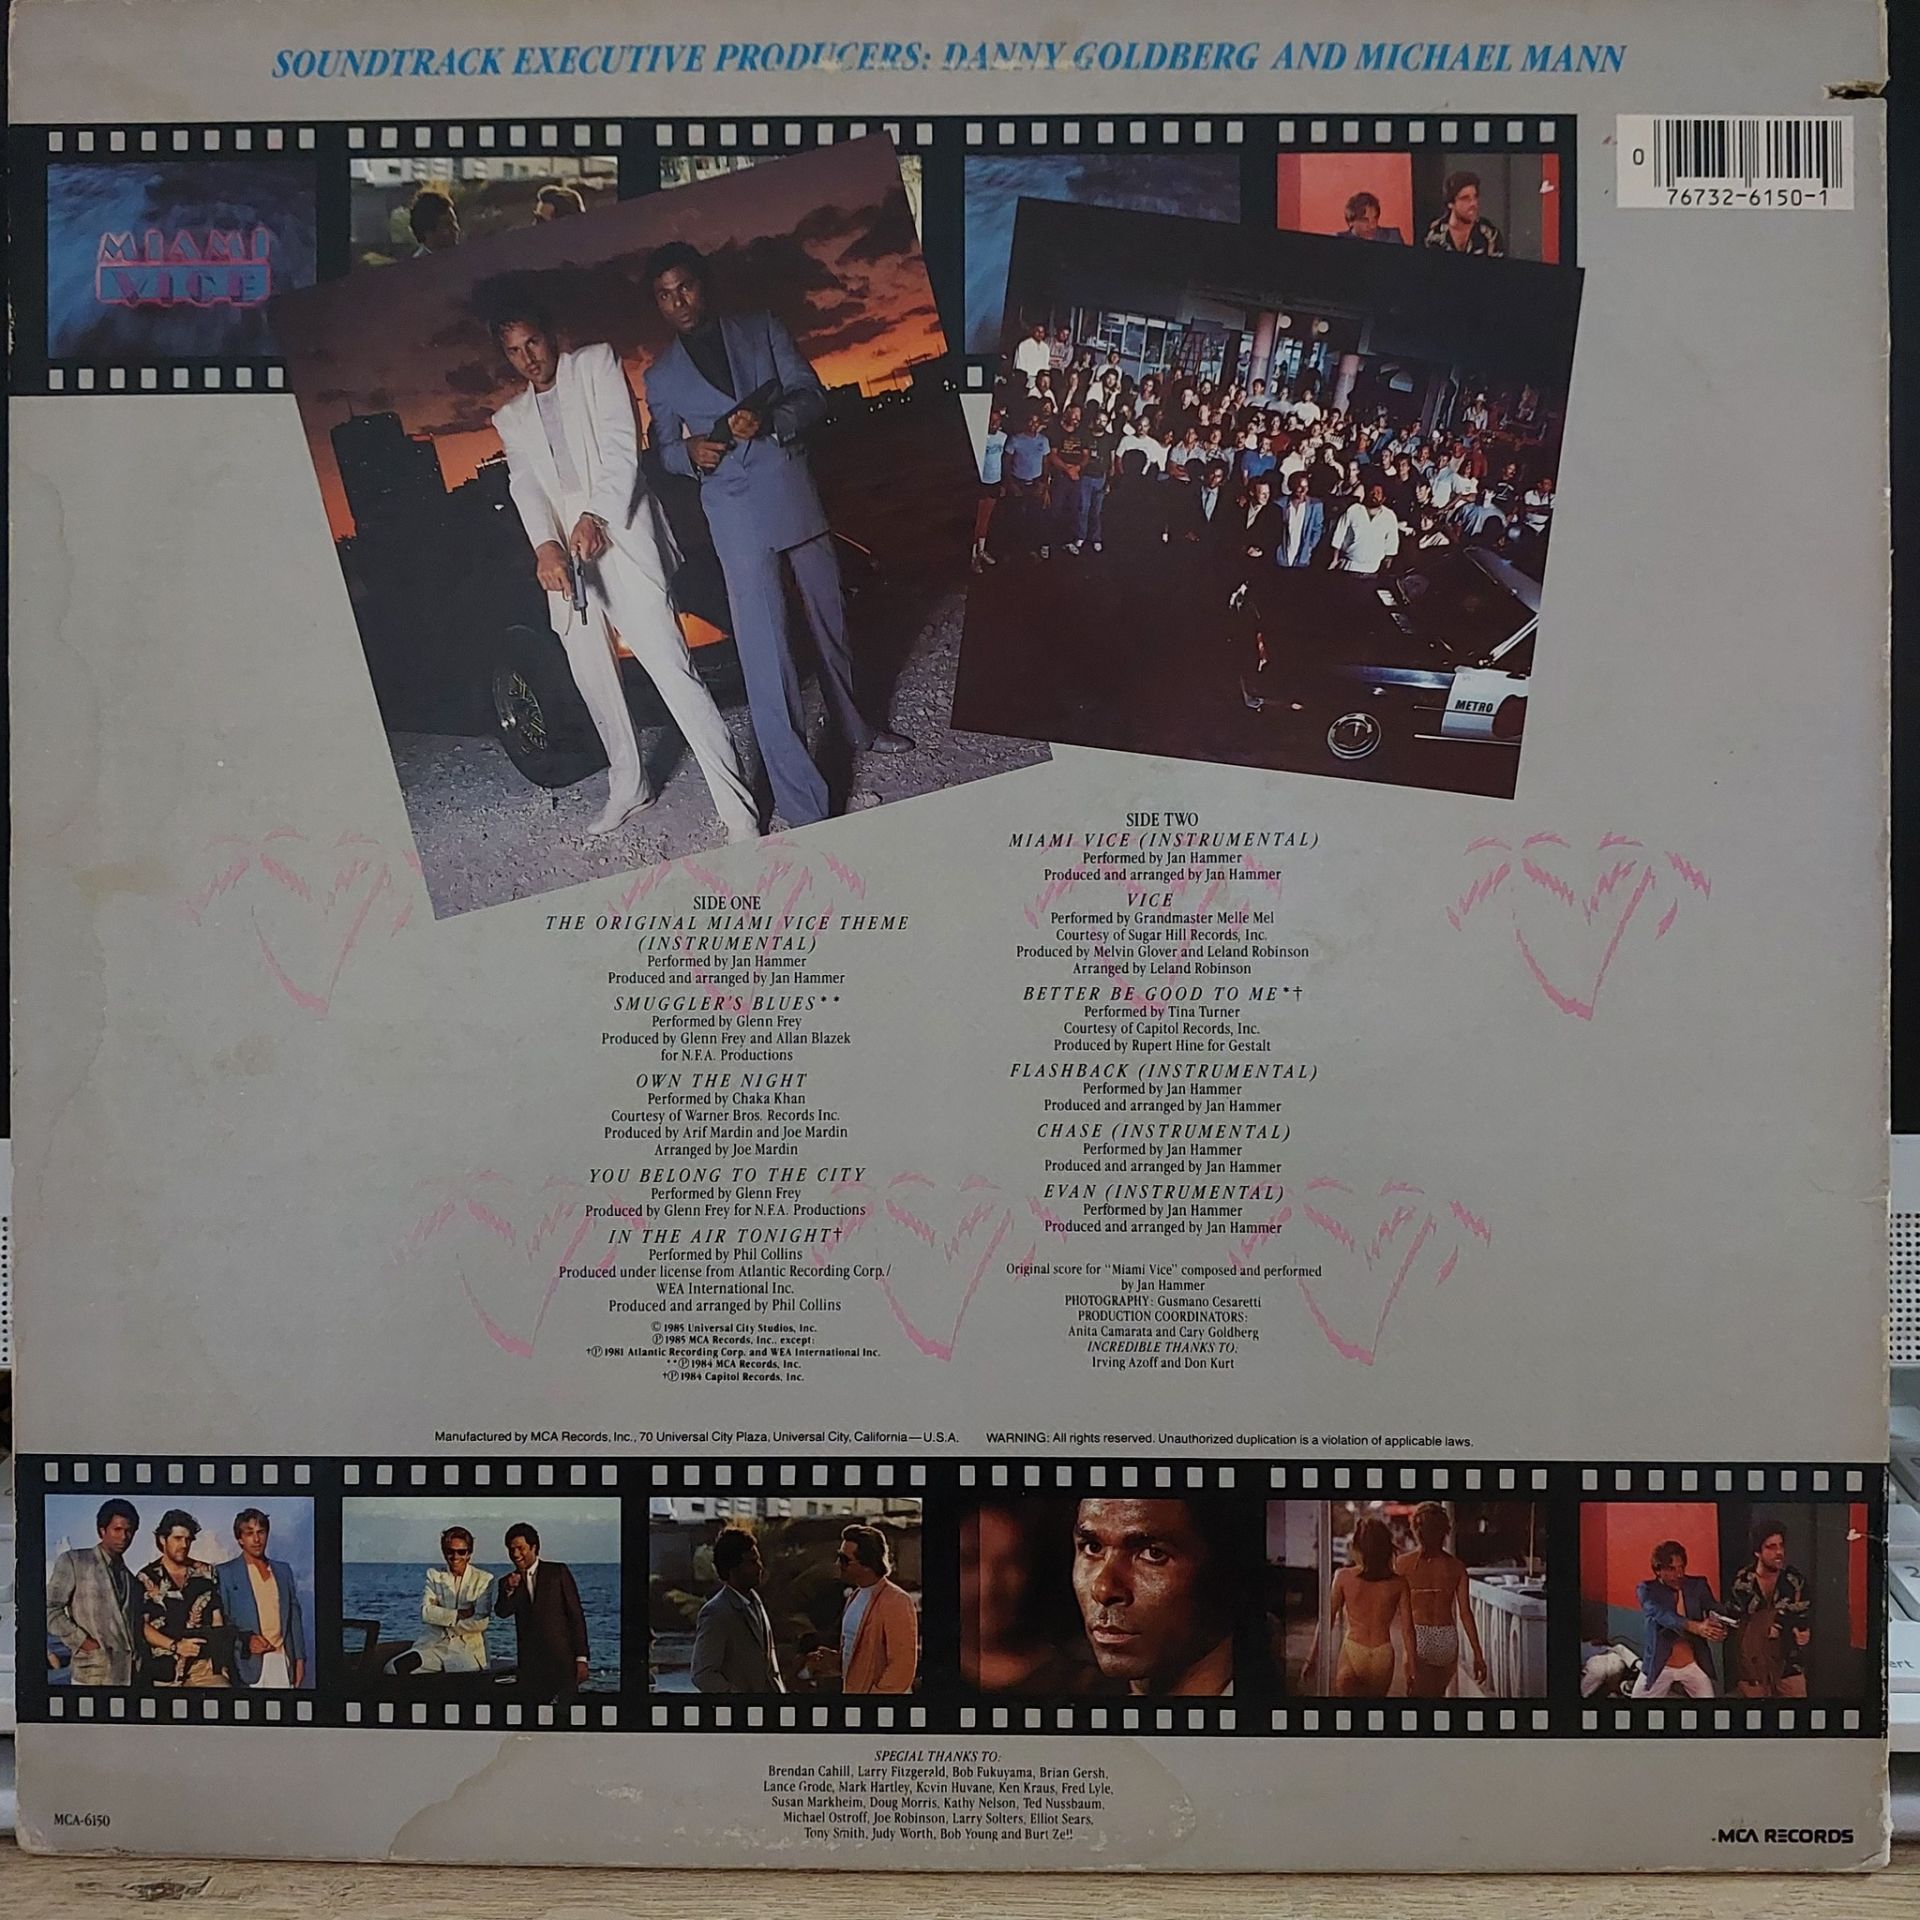 SOUNDTRACK EXECUTIVE PRODUCERS: DANNY GOLDBERG AND MICHAEL MANN
0
76732-6150-1
MIAMI
VICE
METRO
SIDE ONE
THE ORIGINAL MIAMI VICE THEME
(INSTRUMENTAL)
Performed by Jan Hammer
Produced and arranged by Jan Hammer
SMUGGLER'S BLUES**
Performed by Glenn Frey
Produced by Glenn Frey and Allan Blazek
for N.F.A. Productions
OWN THE NIGHT
Performed by Chaka Khan
Courtesy of Warner Bros. Records Inc.
Produced by Arif Mardin and Joe Mardin
Arranged by Joe Mardin
YOU BELONG TO THE CITY
Performed by Glenn Frey
Produced by Glenn Frey for N.F.A. Productions
IN THE AIR TONIGHT†
Performed by Phil Collins
Produced under license from Atlantic Recording Corp./
WEA International Inc.
Produced and arranged by Phil Collins
© 1985 Universal City Studios, Inc.
℗ 1985 MCA Records, Inc., except:
†℗ 1981 Atlantic Recording Corp. and WEA International Inc.
**℗ 1984 MCA Records, Inc.
†℗ 1984 Capitol Records, Inc.
SIDE TWO
MIAMI VICE (INSTRUMENTAL)
Performed by Jan Hammer
Produced and arranged by Jan Hammer
VICE
Performed by Grandmaster Melle Mel
Courtesy of Sugar Hill Records, Inc.
Produced by Melvin Glover and Leland Robinson
Arranged by Leland Robinson
BETTER BE GOOD TO ME*†
Performed by Tina Turner
Courtesy of Capitol Records, Inc.
Produced by Rupert Hine for Gestalt
FLASHBACK (INSTRUMENTAL)
Performed by Jan Hammer
Produced and arranged by Jan Hammer
CHASE (INSTRUMENTAL)
Performed by Jan Hammer
Produced and arranged by Jan Hammer
EVAN (INSTRUMENTAL)
Performed by Jan Hammer
Produced and arranged by Jan Hammer
Original score for "Miami Vice" composed and performed
by Jan Hammer
PHOTOGRAPHY: Gusmano Cesaretti
PRODUCTION COORDINATORS:
Anita Camarata and Cary Goldberg
INCREDIBLE THANKS TO:
Irving Azoff and Don Kurt
Manufactured by MCA Records, Inc., 70 Universal City Plaza, Universal City, California—U.S.A. WARNING: All rights reserved. Unauthorized duplication is a violation of applicable laws.
SPECIAL THANKS TO:
Brendan Cahill, Larry Fitzgerald, Bob Fukuyama, Brian Gersh,
Lance Grode, Mark Hartley, Kevin Huvane, Ken Kraus, Fred Lyle,
Susan Markheim, Doug Morris, Kathy Nelson, Ted Nussbaum,
Michael Ostroff, Joe Robinson, Larry Solters, Elliot Sears,
Tony Smith, Judy Worth, Bob Young and Burt Zell!
MCA-6150
MCA RECORDS